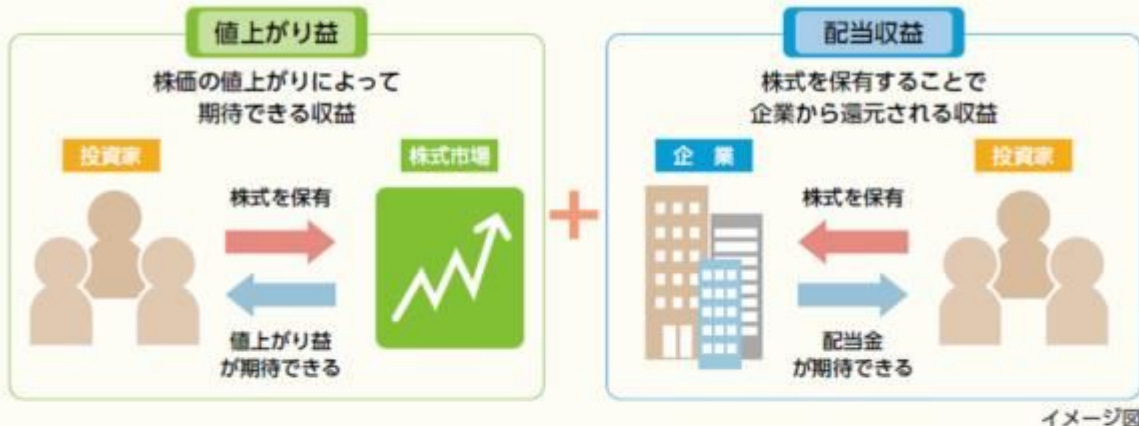 値上がり益
株価の値上がりによって
期待できる収益
投資家
株式市場
株式を保有
値上がり益
が期待できる
+
配当収益
株式を保有することで
企業から還元される収益
企 業
投資家
株式を保有
配当金
が期待できる
イメージ図